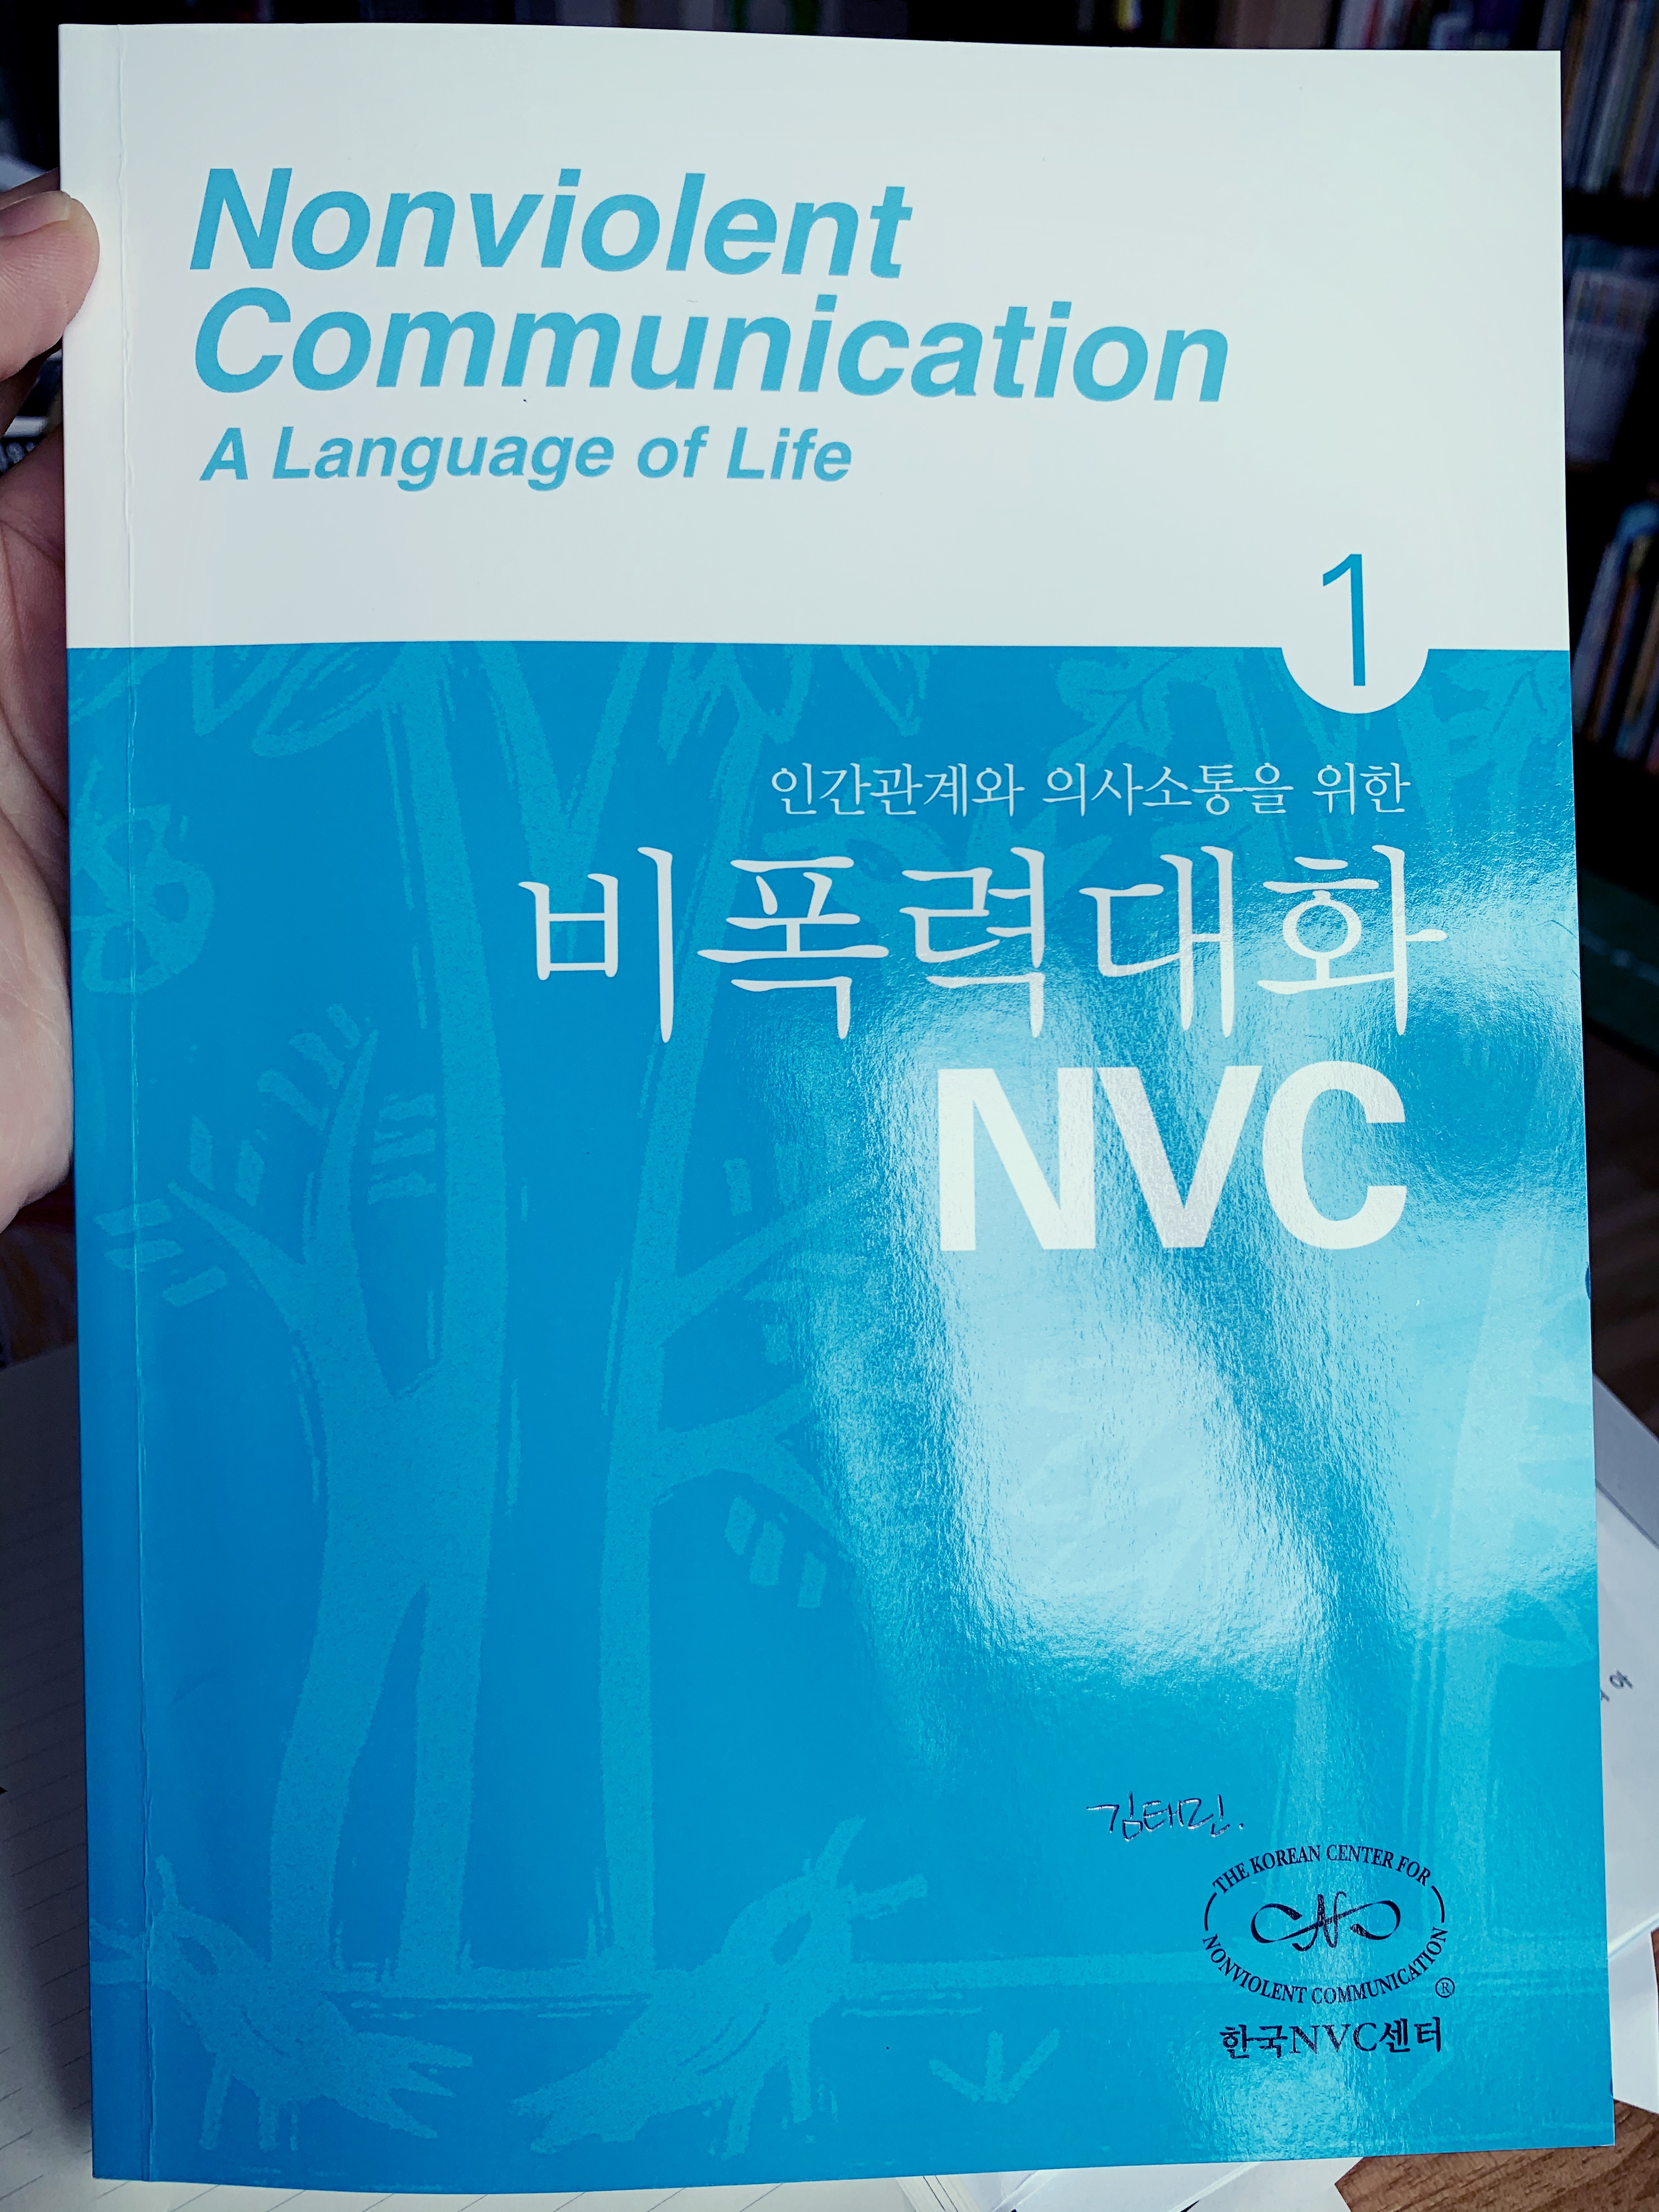 Nonviolent
Communication
A Language of Life
1
인간관계와 의사소통을 위한
비폭력대화
NVC
김태린.
THE KOREAN CENTER FOR
NONVIOLENT COMMUNICATION
®
한국NVC센터